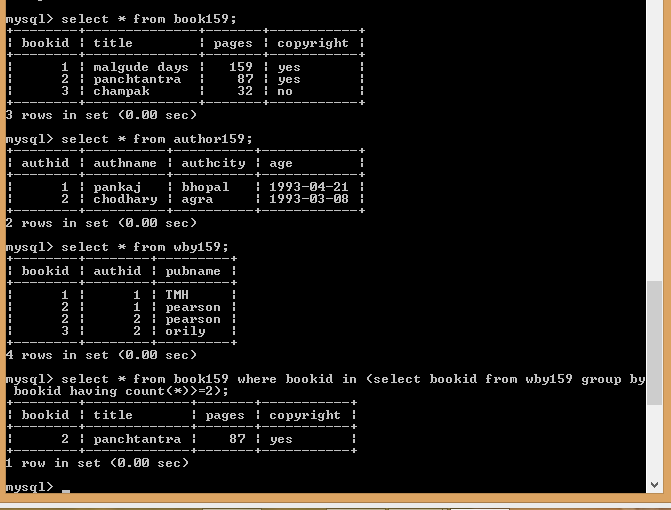 mysql> select * from book159;
+--------+--------------+-------+-----------+
| bookid | title        | pages | copyright |
+--------+--------------+-------+-----------+
|      1 | malgude days |   159 | yes       |
|      2 | panchtantra  |    87 | yes       |
|      3 | champak      |    32 | no        |
+--------+--------------+-------+-----------+
3 rows in set (0.00 sec)
mysql> select * from author159;
+--------+----------+----------+------------+
| authid | authname | authcity | age        |
+--------+----------+----------+------------+
|      1 | pankaj   | bhopal   | 1993-04-21 |
|      2 | chodhary | agra     | 1993-03-08 |
+--------+----------+----------+------------+
2 rows in set (0.00 sec)
mysql> select * from wby159;
+--------+--------+---------+
| bookid | authid | pubname |
+--------+--------+---------+
|      1 |      1 | TMH     |
|      2 |      1 | pearson |
|      2 |      2 | pearson |
|      3 |      2 | orily   |
+--------+--------+---------+
4 rows in set (0.00 sec)
mysql> select * from book159 where bookid in (select bookid from wby159 group by
 bookid having count(*)>=2);
+--------+-------------+-------+-----------+
| bookid | title       | pages | copyright |
+--------+-------------+-------+-----------+
|      2 | panchtantra |    87 | yes       |
+--------+-------------+-------+-----------+
1 row in set (0.00 sec)
mysql> _